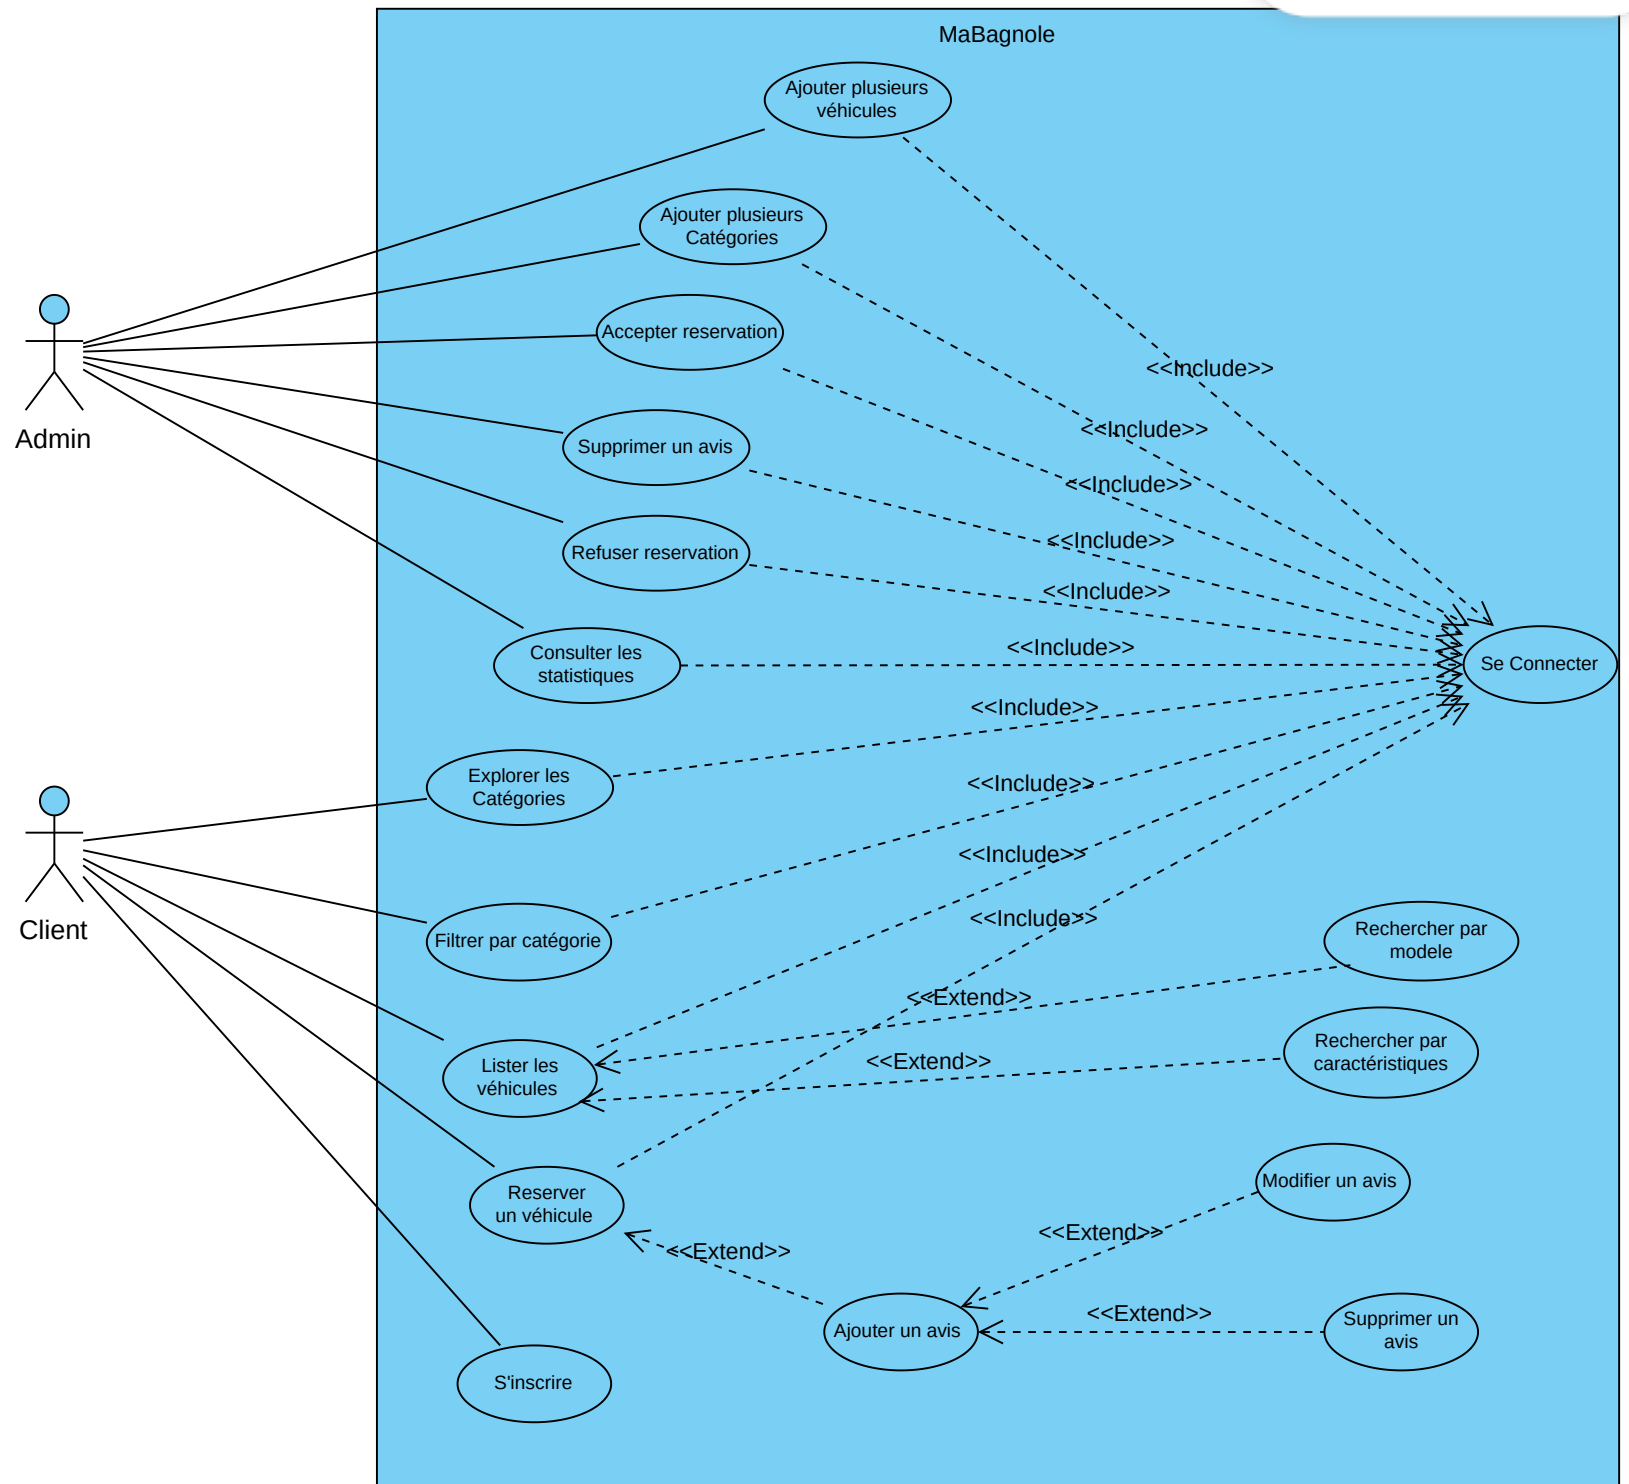 MaBagnole
Ajouter plusieurs
véhicules
Ajouter plusieurs
Catégories
Accepter reservation
<<Include>>
Admin
<<Include>>
Supprimer un avis
<<Include>>
<<Include>>
Refuser reservation
<<Include>>
Consulter les
statistiques
<<Include>>
Se Connecter
<<Include>>
Explorer les
Catégories
<<Include>>
<<Include>>
Client
Filtrer par catégorie
<<Include>>
Rechercher par
modele
<<Extend>>
Lister les
véhicules
<<Extend>>
Rechercher par
caractéristiques
Reserver
un véhicule
Modifier un avis
<<Extend>>
<<Extend>>
Ajouter un avis
<<Extend>>
Supprimer un
avis
S'inscrire